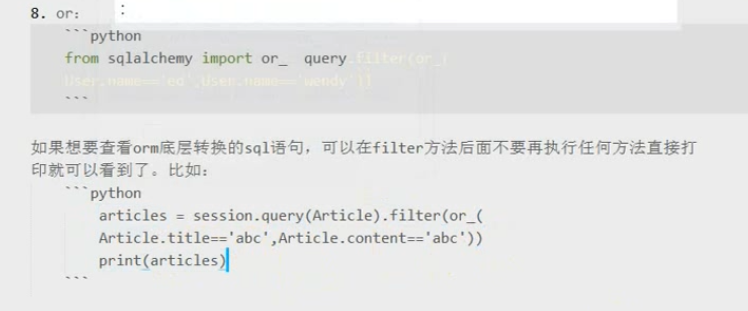 8. or：
:
```python
from sqlalchemy import or_  query.filter(or_(
User.name=='ed',User.name=='wendy'))
```
如果想要查看orm底层转换的sql语句，可以在filter方法后面不要再执行任何方法直接打
印就可以看到了。比如：
```python
articles = session.query(Article).filter(or_(
Article.title=='abc',Article.content=='abc'))
print(articles)
```